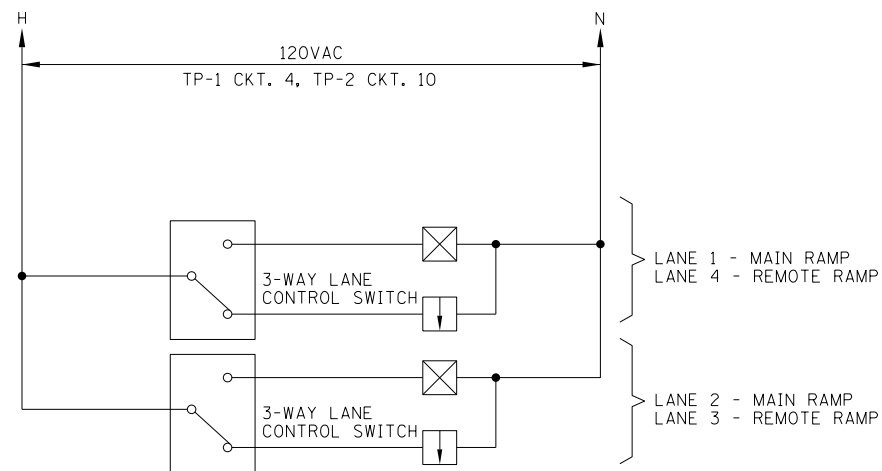 H
N
120VAC
TP-1 CKT. 4, TP-2 CKT. 10
3-WAY LANE
CONTROL SWITCH
LANE 1 - MAIN RAMP
LANE 4 - REMOTE RAMP
3-WAY LANE
CONTROL SWITCH
LANE 2 - MAIN RAMP
LANE 3 - REMOTE RAMP